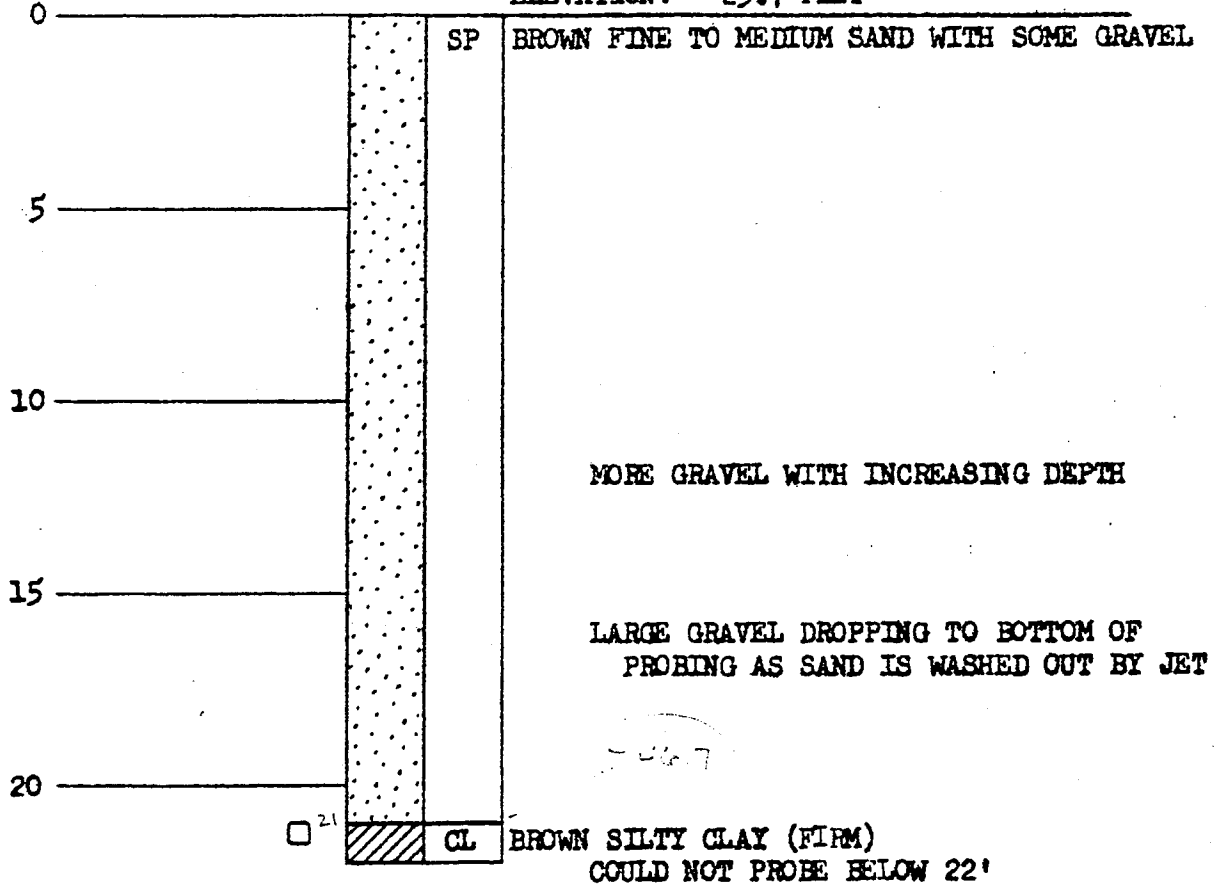 0
SP BROWN FINE TO MEDIUM SAND WITH SOME GRAVEL
5
10
MORE GRAVEL WITH INCREASING DEPTH
15
LARGE GRAVEL DROPPING TO BOTTOM OF
PROBING AS SAND IS WASHED OUT BY JET
20
21
CL BROWN SILTY CLAY (FIRM)
COULD NOT PROBE BELOW 22'